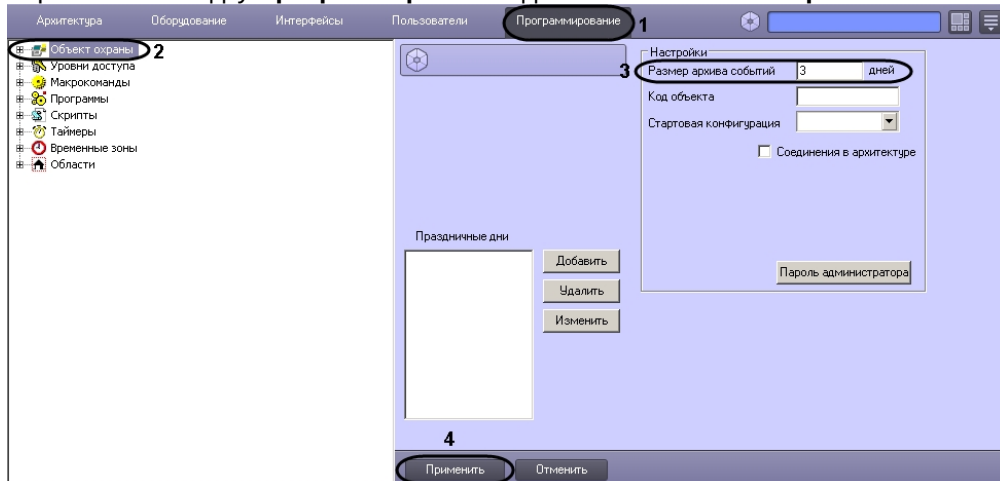 Архитектура Оборудование Интерфейсы Пользователи Программирование 1
Объект охраны 2
Уровни доступа
Макрокоманды
Программы
Скрипты
Таймеры
Временные зоны
Области
Настройки
3 Размер архива событий 3 дней
Код объекта
Стартовая конфигурация
Соединения в архитектуре
Пароль администратора
Праздничные дни
Добавить
Удалить
Изменить
4
Применить Отменить